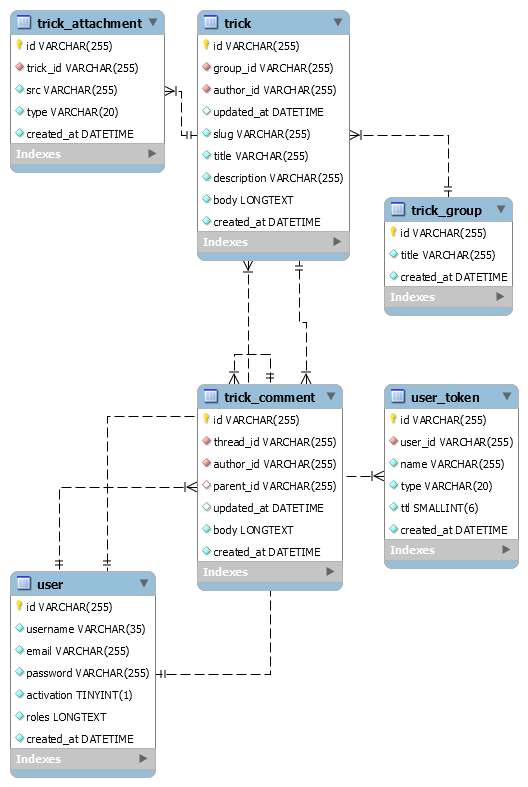 trick_attachment
id VARCHAR(255)
trick_id VARCHAR(255)
src VARCHAR(255)
type VARCHAR(20)
created_at DATETIME
Indexes
trick
id VARCHAR(255)
group_id VARCHAR(255)
author_id VARCHAR(255)
updated_at DATETIME
slug VARCHAR(255)
title VARCHAR(255)
description VARCHAR(255)
body LONGTEXT
created_at DATETIME
Indexes
trick_group
id VARCHAR(255)
title VARCHAR(255)
created_at DATETIME
Indexes
trick_comment
id VARCHAR(255)
thread_id VARCHAR(255)
author_id VARCHAR(255)
parent_id VARCHAR(255)
updated_at DATETIME
body LONGTEXT
created_at DATETIME
Indexes
user_token
id VARCHAR(255)
user_id VARCHAR(255)
name VARCHAR(255)
type VARCHAR(20)
ttl SMALLINT(6)
created_at DATETIME
Indexes
user
id VARCHAR(255)
username VARCHAR(35)
email VARCHAR(255)
password VARCHAR(255)
activation TINYINT(1)
roles LONGTEXT
created_at DATETIME
Indexes